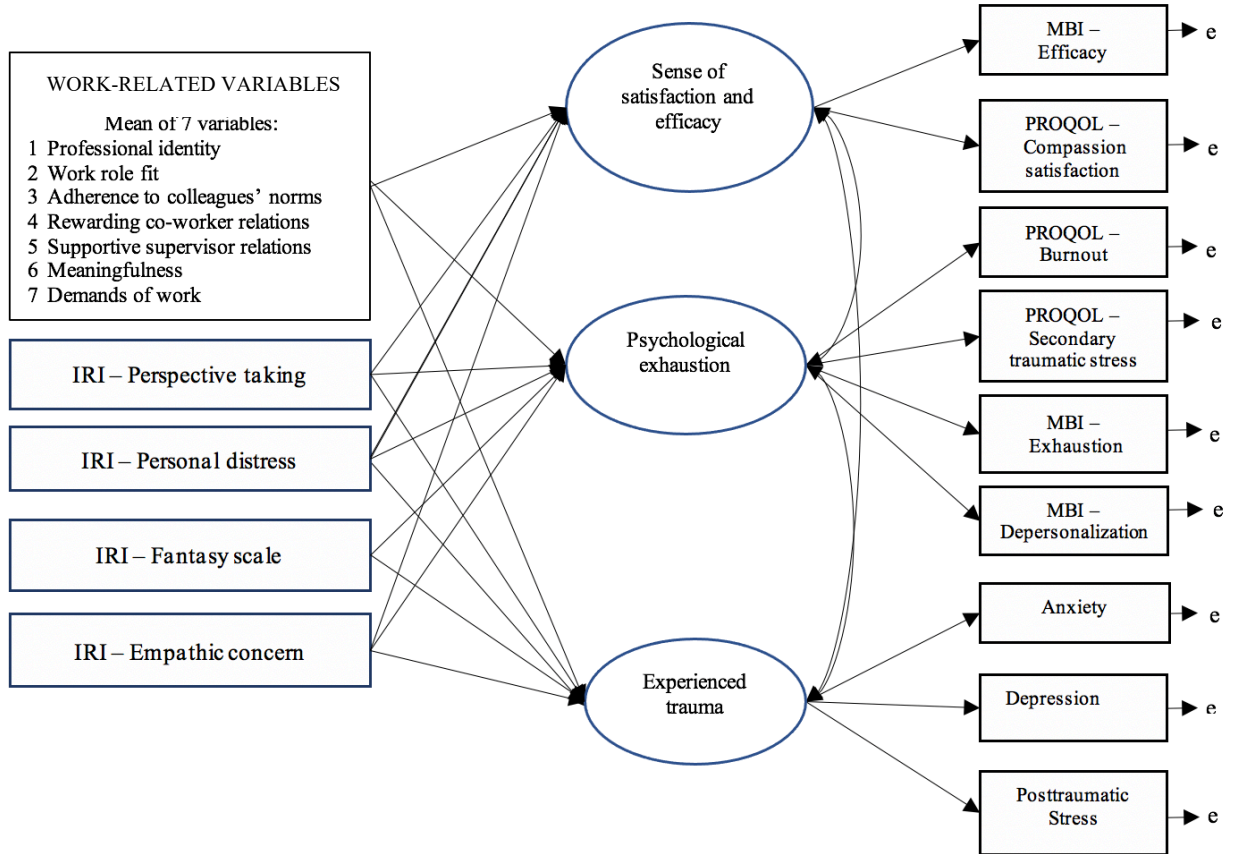 WORK-RELATED VARIABLES
Mean of 7 variables:
1 Professional identity
2 Work role fit
3 Adherence to colleagues’ norms
4 Rewarding co-worker relations
5 Supportive supervisor relations
6 Meaningfulness
7 Demands of work
IRI – Perspective taking
IRI – Personal distress
IRI – Fantasy scale
IRI – Empathic concern
Sense of
satisfaction and
efficacy
Psychological
exhaustion
Experienced
trauma
MBI –
Efficacy
e
PROQOL –
Compassion
satisfaction
e
PROQOL –
Burnout
e
PROQOL –
Secondary
traumatic stress
e
MBI –
Exhaustion
e
MBI –
Depersonalization
e
Anxiety
e
Depression
e
Posttraumatic
Stress
e